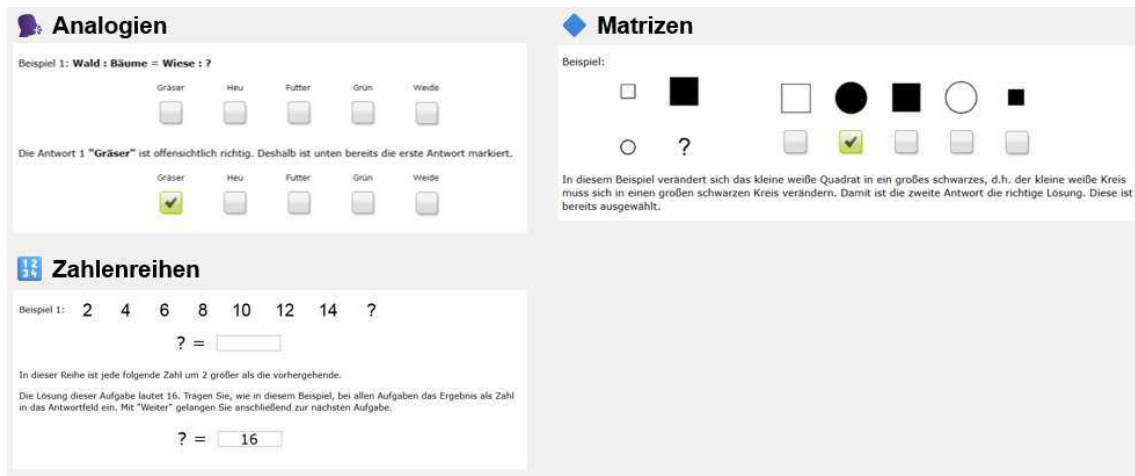 Analogien
Beispiel 1: Wald : Bäume = Wiese : ?
Gräser Heu Futter Grün Weide
Die Antwort 1 "Gräser" ist offensichtlich richtig. Deshalb ist unten bereits die erste Antwort markiert.
Gräser Heu Futter Grün Weide
Matrizen
Beispiel:
?
In diesem Beispiel verändert sich das kleine weiße Quadrat in ein großes schwarzes, d.h. der kleine weiße Kreis
muss sich in einen großen schwarzen Kreis verändern. Damit ist die zweite Antwort die richtige Lösung. Diese ist
bereits ausgewählt.
1234 Zahlenreihen
Beispiel 1: 2 4 6 8 10 12 14 ?
? =
In dieser Reihe ist jede folgende Zahl um 2 größer als die vorhergehende.
Die Lösung dieser Aufgabe lautet 16. Tragen Sie, wie in diesem Beispiel, bei allen Aufgaben das Ergebnis als Zahl
in das Antwortfeld ein. Mit "Weiter" gelangen Sie anschließend zur nächsten Aufgabe.
? = 16